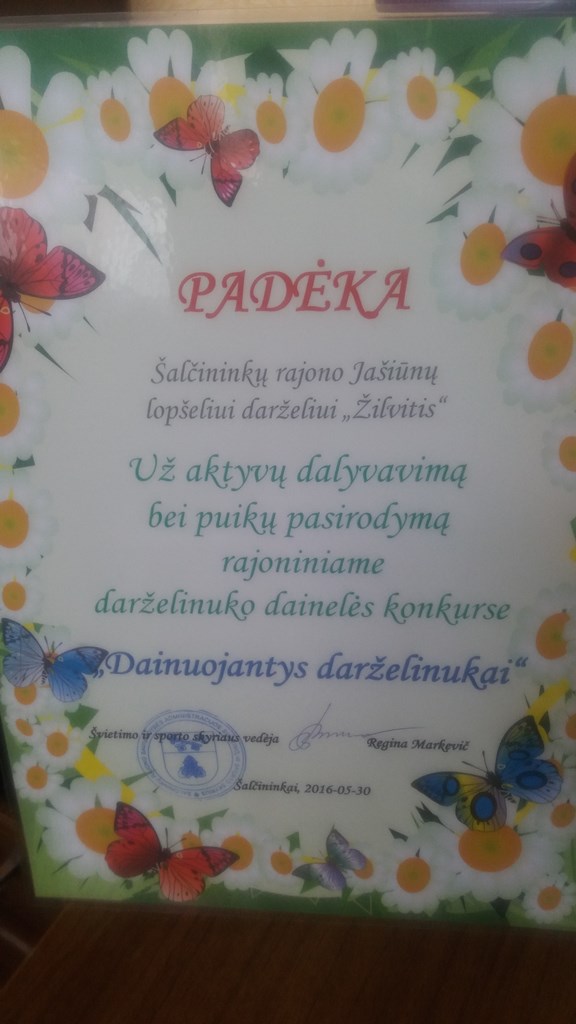 PADĖKA
Šalčininkų rajono Jašiūnų
lopšeliui darželiui „Žilvitis“
Už aktyvų dalyvavimą
bei puikų pasirodymą
rajoniniame
darželinuko dainelės konkurse
„Dainuojantys darželinukai“
Švietimo ir sporto skyriaus vedėja Regina Markevič
Šalčininkai, 2016-05-30